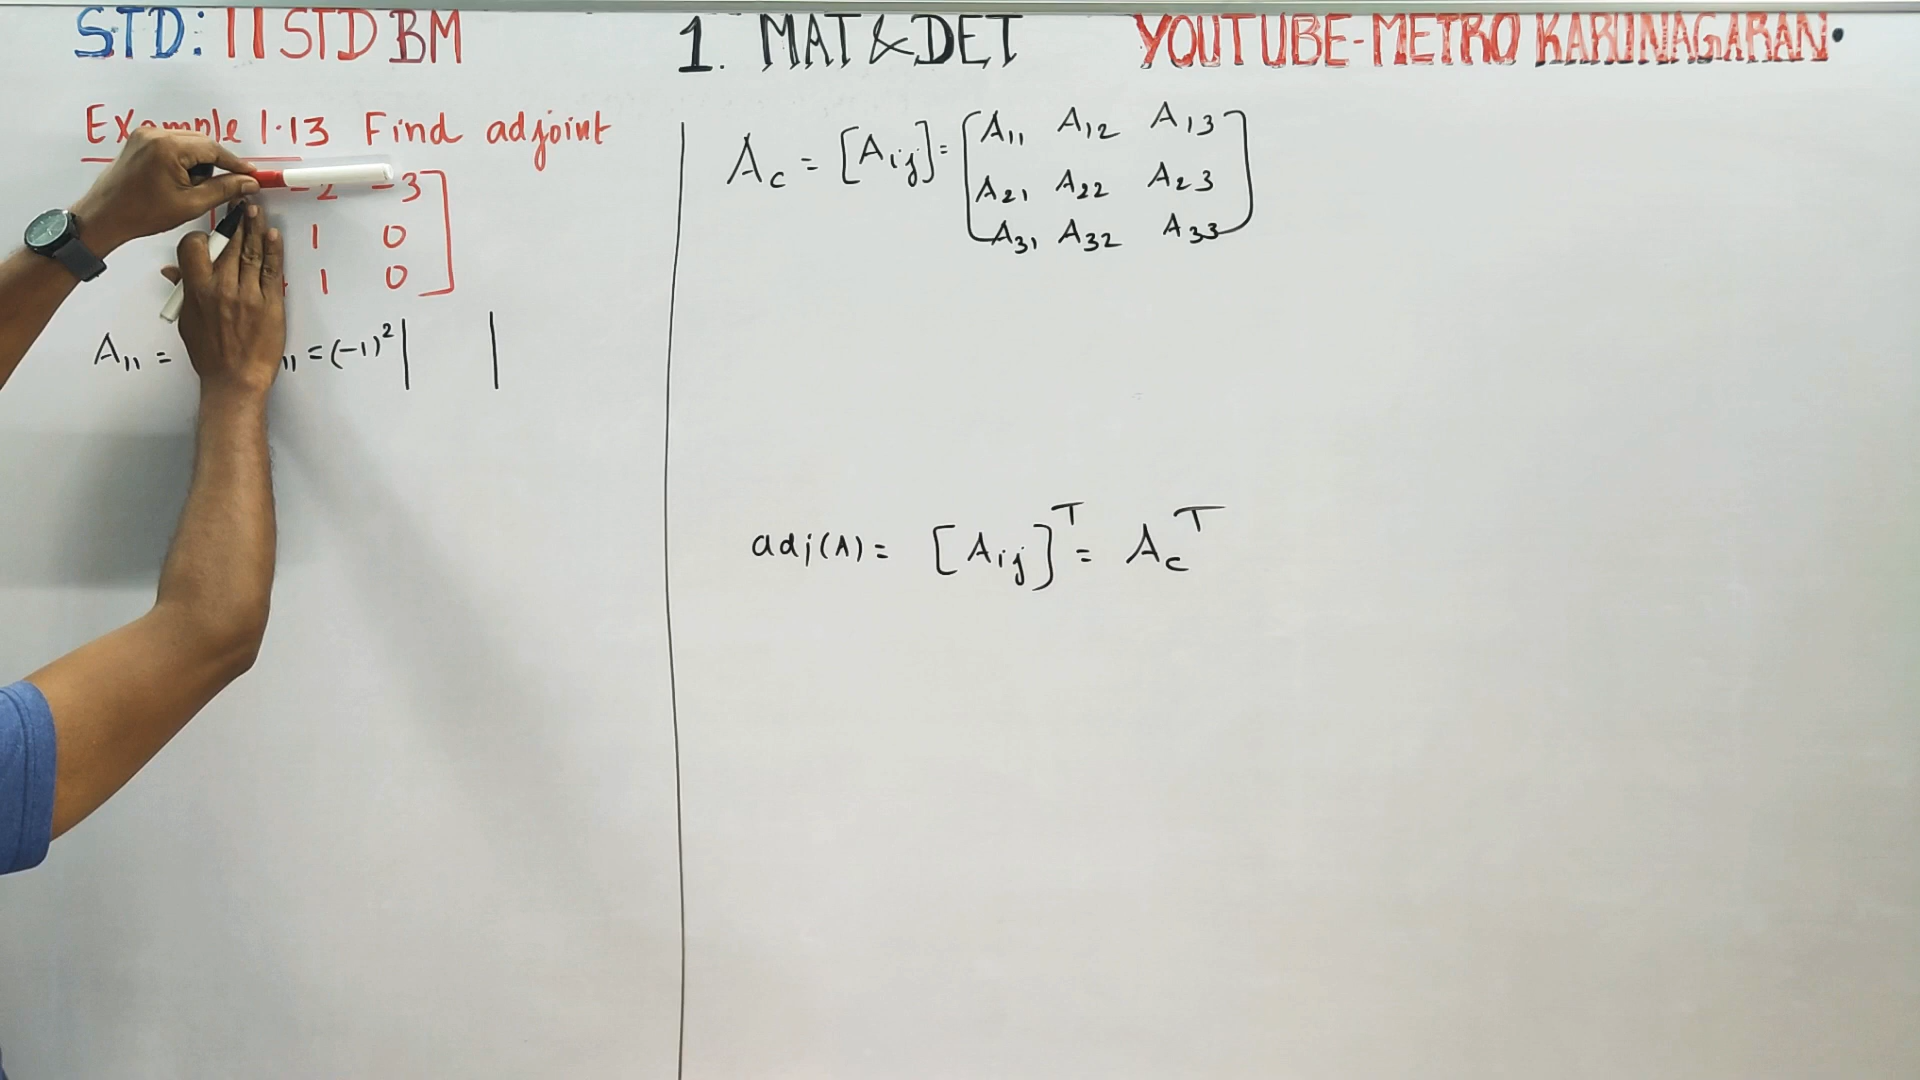 STD: 11 STD BM
1. MAT & DET
YOUTUBE-METRO KARUNAGARAN.
Example 1.13 Find adjoint
-2 -3
1 0
1 0
A11 = 11 = (-1)² | |
Ac = [Aij] = [A11 A12 A13
A21 A22 A23
A31 A32 A33]
adj(A) = [Aij]ᵀ = Acᵀ